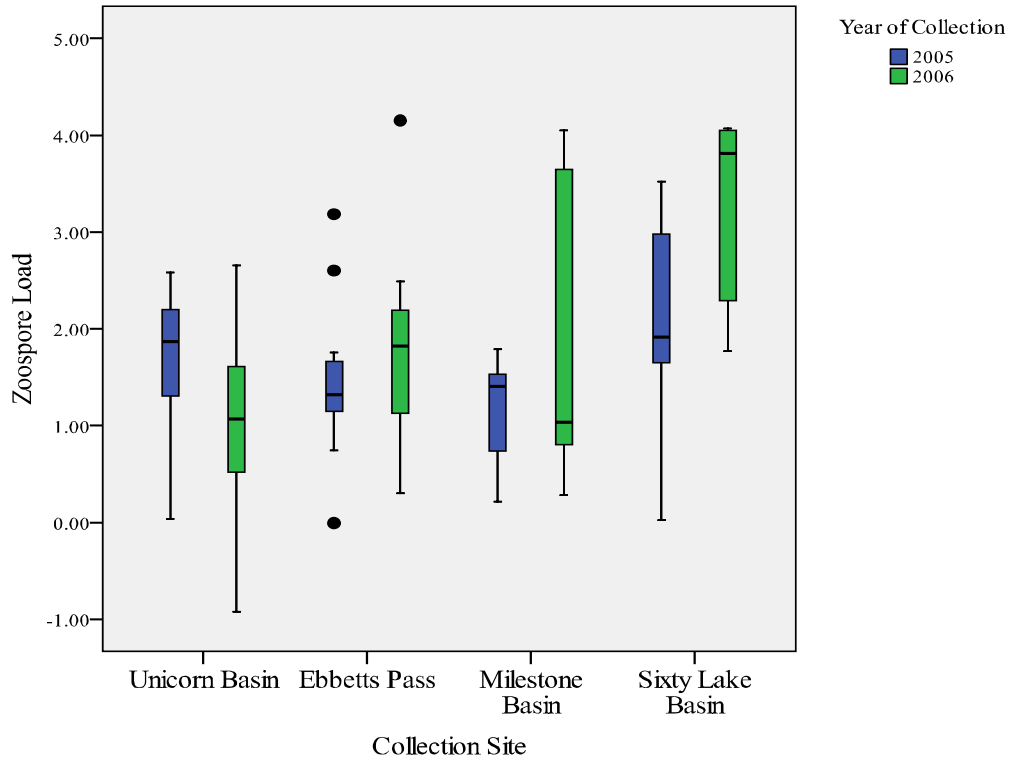 Year of Collection
2005
2006
Zoospore Load
5.00
4.00
3.00
2.00
1.00
0.00
-1.00
Unicorn Basin
Ebbetts Pass
Milestone
Basin
Sixty Lake
Basin
Collection Site